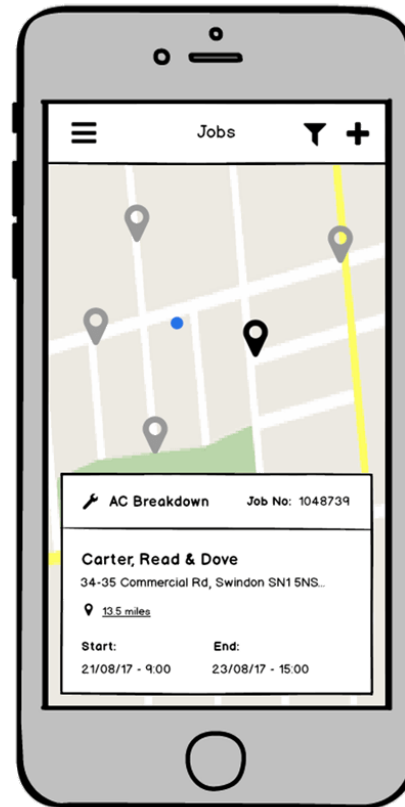 Jobs
AC Breakdown Job No: 1048739
Carter, Read & Dove
34-35 Commercial Rd, Swindon SN1 5NS...
13.5 miles
Start: End:
21/08/17 - 9:00 23/08/17 - 15:00